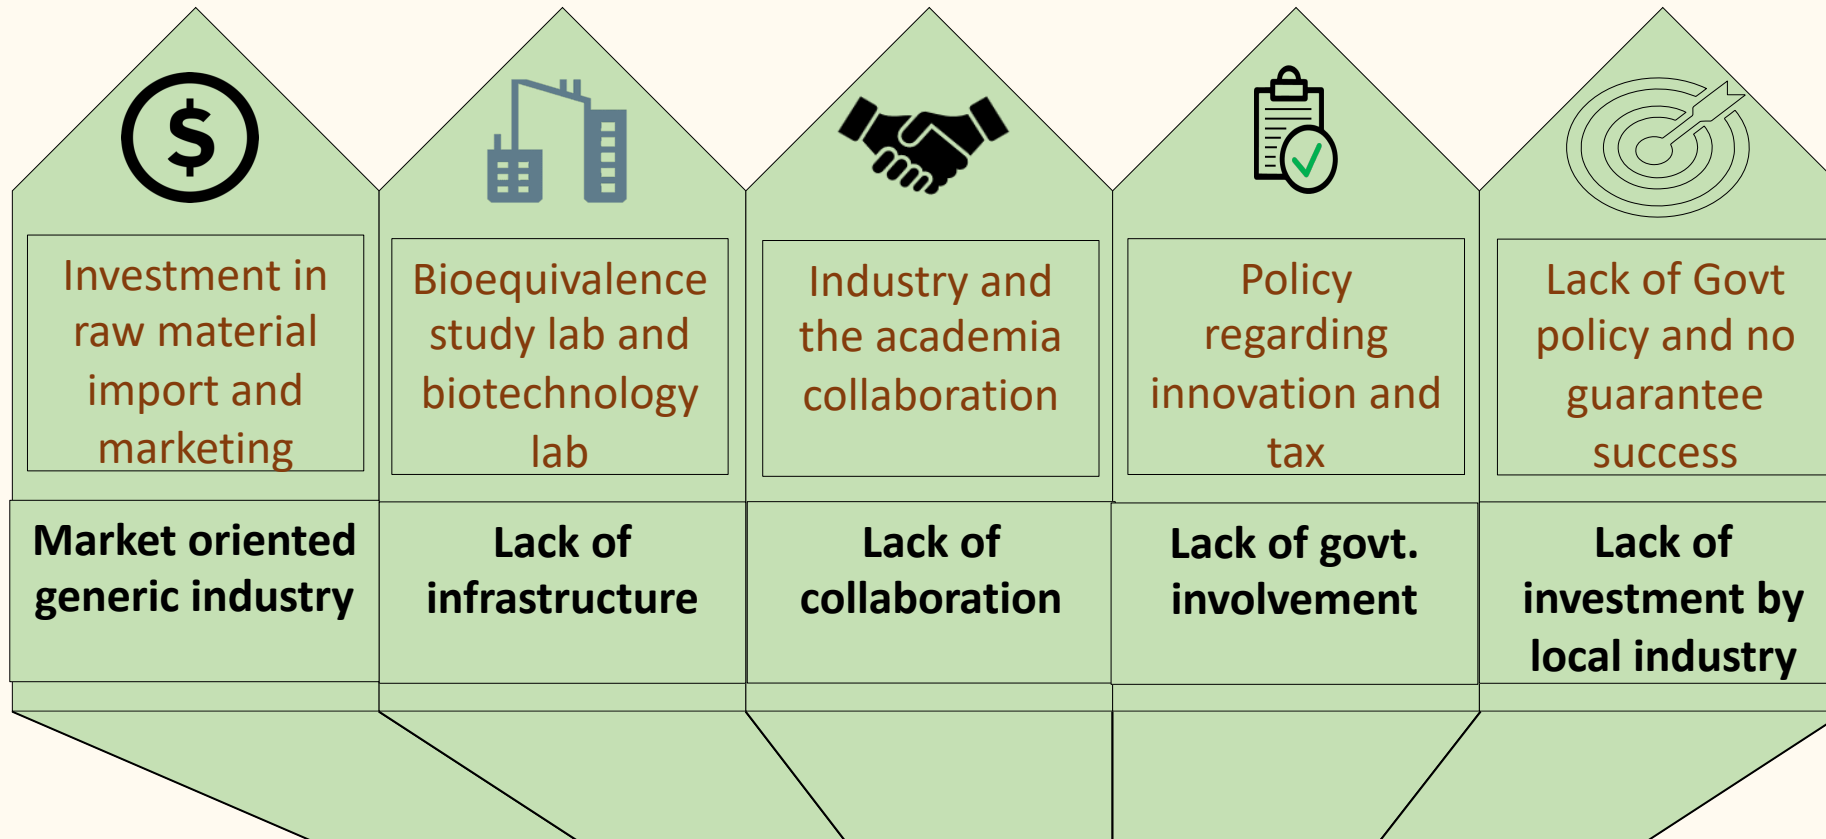 $
Investment in
raw material
import and
marketing
Bioequivalence
study lab and
biotechnology
lab
Industry and
the academia
collaboration
Policy
regarding
innovation and
tax
Lack of Govt
policy and no
guarantee
success
Market oriented
generic industry
Lack of
infrastructure
Lack of
collaboration
Lack of govt.
involvement
Lack of
investment by
local industry